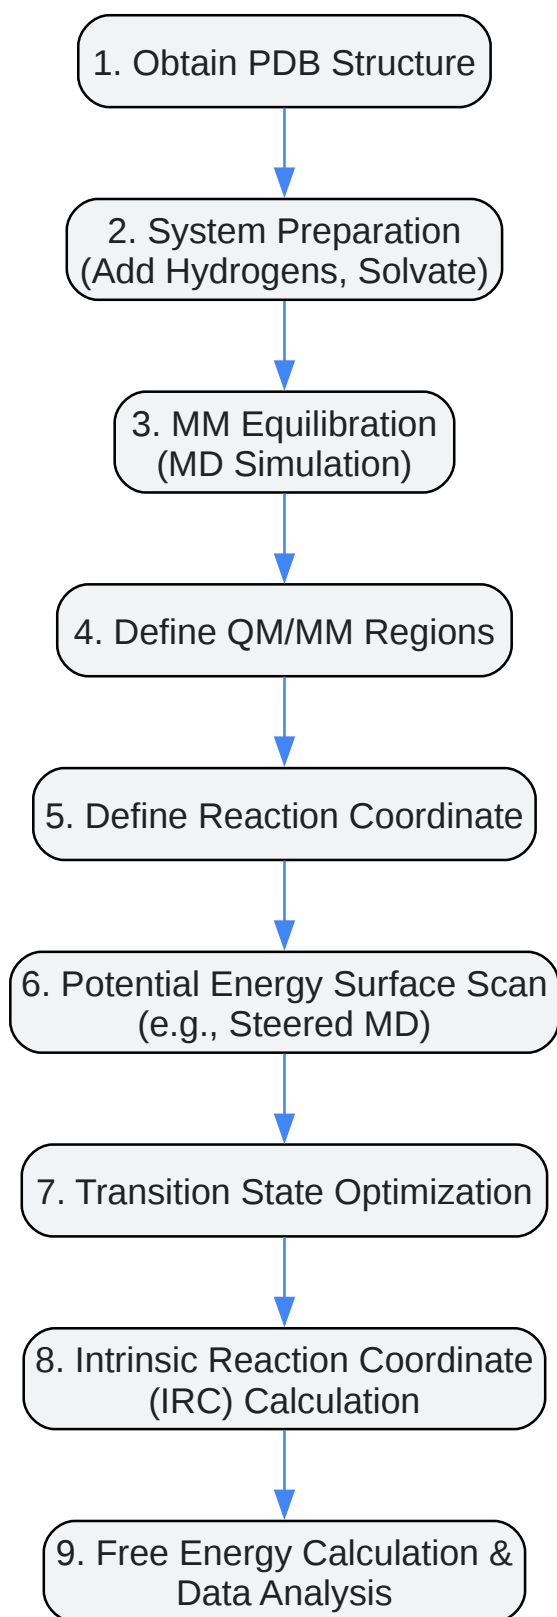 1. Obtain PDB Structure
2. System Preparation
(Add Hydrogens, Solvate)
3. MM Equilibration
(MD Simulation)
4. Define QM/MM Regions
5. Define Reaction Coordinate
6. Potential Energy Surface Scan
(e.g., Steered MD)
7. Transition State Optimization
8. Intrinsic Reaction Coordinate
(IRC) Calculation
9. Free Energy Calculation &
Data Analysis